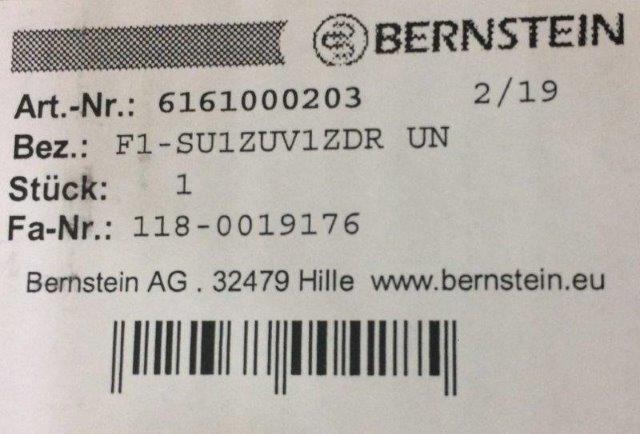 BERNSTEIN
Art.-Nr.: 6161000203 2/19
Bez.: F1-SU1ZUV1ZDR UN
Stück: 1
Fa-Nr.: 118-0019176
Bernstein AG . 32479 Hille www.bernstein.eu